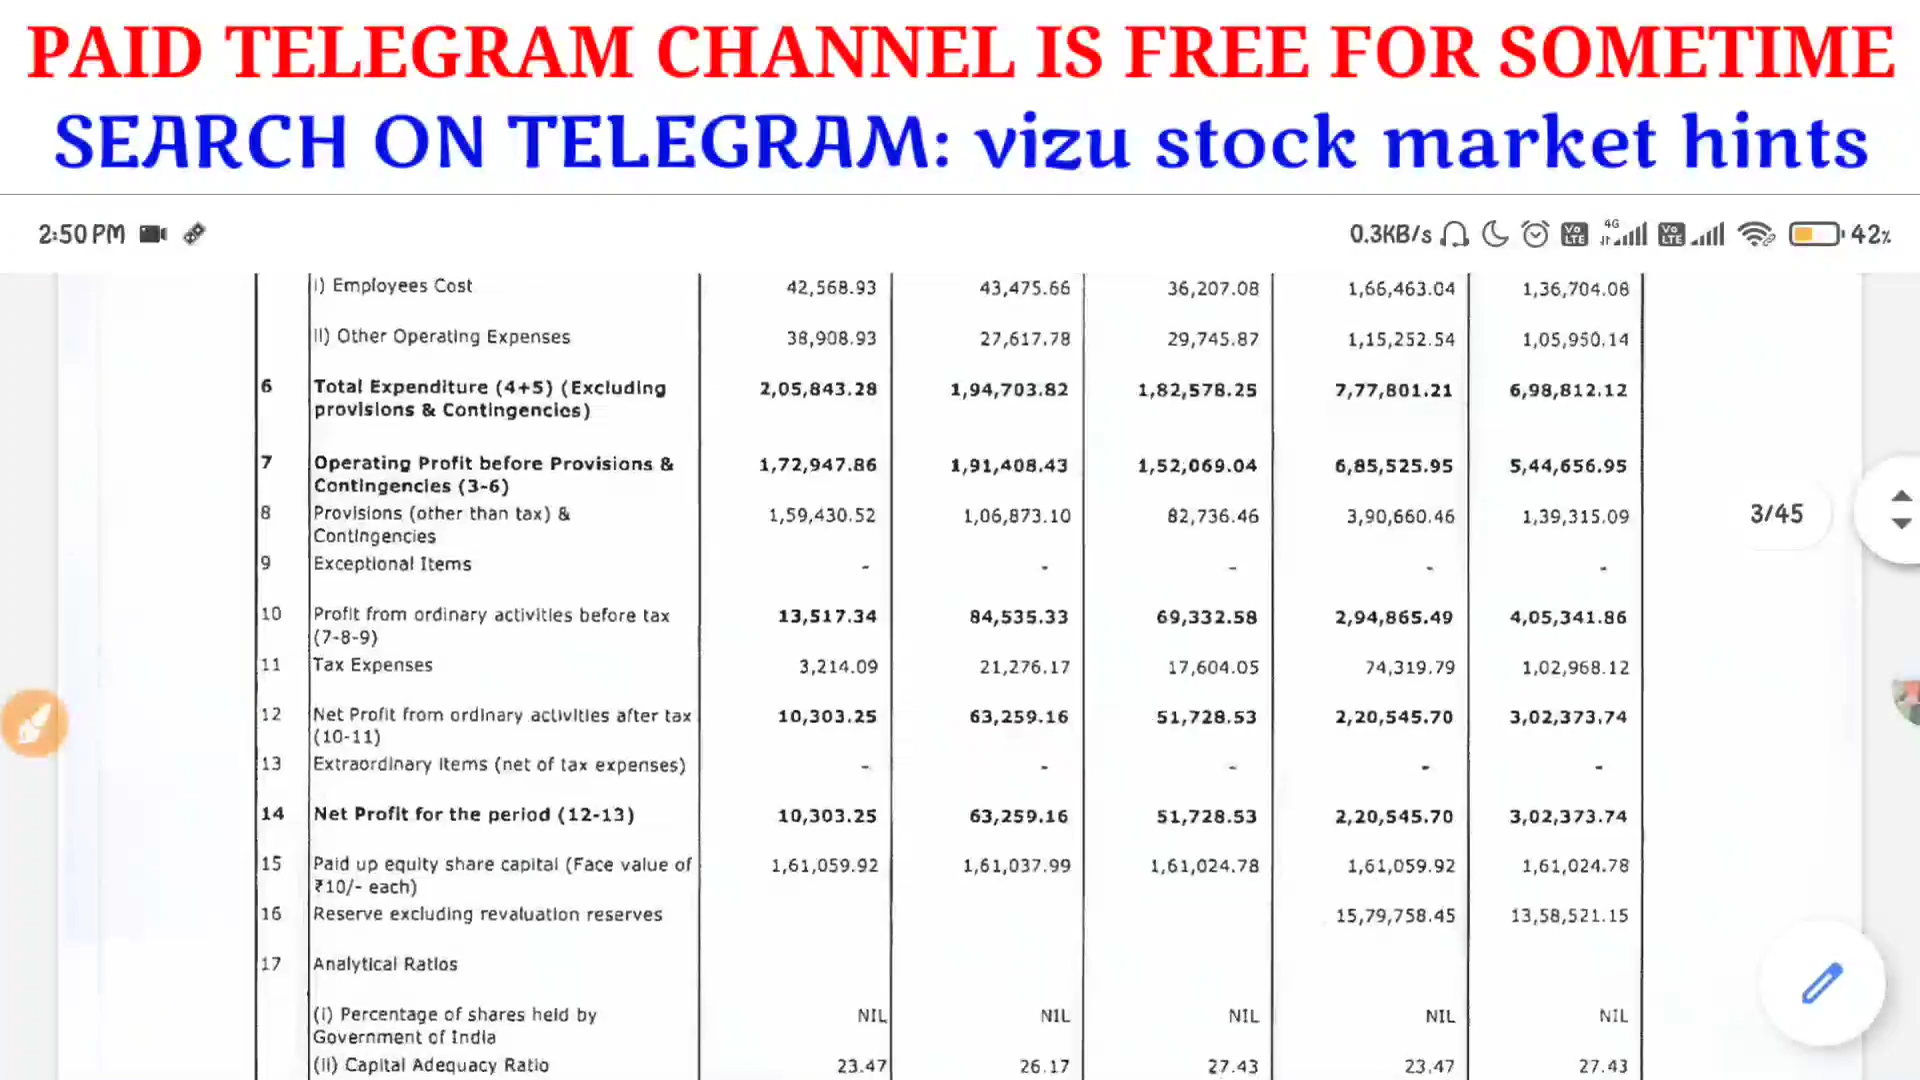 PAID TELEGRAM CHANNEL IS FREE FOR SOMETIME
SEARCH ON TELEGRAM: vizu stock market hints
2:50 PM 0.3KB/s Vo LTE 4G Vo LTE 42%
i) Employees Cost 42,568.93 43,475.66 36,207.08 1,66,463.04 1,36,704.08
ii) Other Operating Expenses 38,908.93 27,617.78 29,745.87 1,15,252.54 1,05,950.14
6 Total Expenditure (4+5) (Excluding 2,05,843.28 1,94,703.82 1,82,578.25 7,77,801.21 6,98,812.12
provisions & Contingencies)
7 Operating Profit before Provisions & 1,72,947.86 1,91,408.43 1,52,069.04 6,85,525.95 5,44,656.95
Contingencies (3-6)
8 Provisions (other than tax) & 1,59,430.52 1,06,873.10 82,736.46 3,90,660.46 1,39,315.09
Contingencies
3/45
9 Exceptional Items - - - - -
10 Profit from ordinary activities before tax 13,517.34 84,535.33 69,332.58 2,94,865.49 4,05,341.86
(7-8-9)
11 Tax Expenses 3,214.09 21,276.17 17,604.05 74,319.79 1,02,968.12
12 Net Profit from ordinary activities after tax 10,303.25 63,259.16 51,728.53 2,20,545.70 3,02,373.74
(10-11)
13 Extraordinary Items (net of tax expenses) - - - - -
14 Net Profit for the period (12-13) 10,303.25 63,259.16 51,728.53 2,20,545.70 3,02,373.74
15 Paid up equity share capital (Face value of 1,61,059.92 1,61,037.99 1,61,024.78 1,61,059.92 1,61,024.78
₹10/- each)
16 Reserve excluding revaluation reserves 15,79,758.45 13,58,521.15
17 Analytical Ratios
(i) Percentage of shares held by NIL NIL NIL NIL NIL
Government of India
(ii) Capital Adequacy Ratio 23.47 26.17 27.43 23.47 27.43